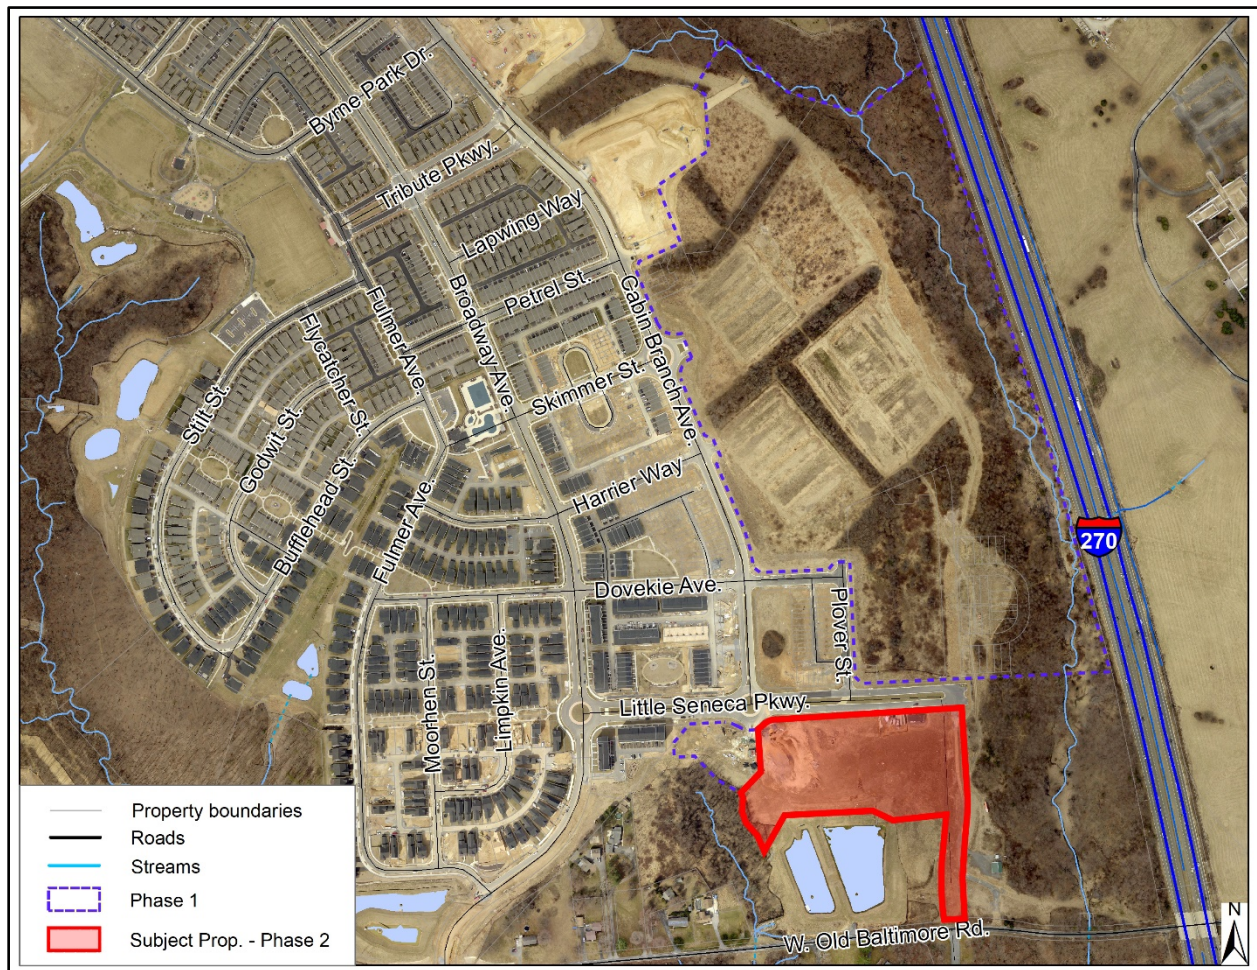 Byrne Park Dr.
Tribute Pkwy.
Lapwing Way
Petrel St.
Broadway Ave.
Cabin Branch Ave.
Fulmer Ave.
Flycatcher St.
Stilt St.
Godwit St.
Bufflehead St.
Skimmer St.
Harrier Way
Fulmer Ave.
270
Dovekie Ave.
Plover St.
Moorhen St.
Limpkin Ave.
Little Seneca Pkwy.
W. Old Baltimore Rd.
Property boundaries
Roads
Streams
Phase 1
Subject Prop. - Phase 2
N